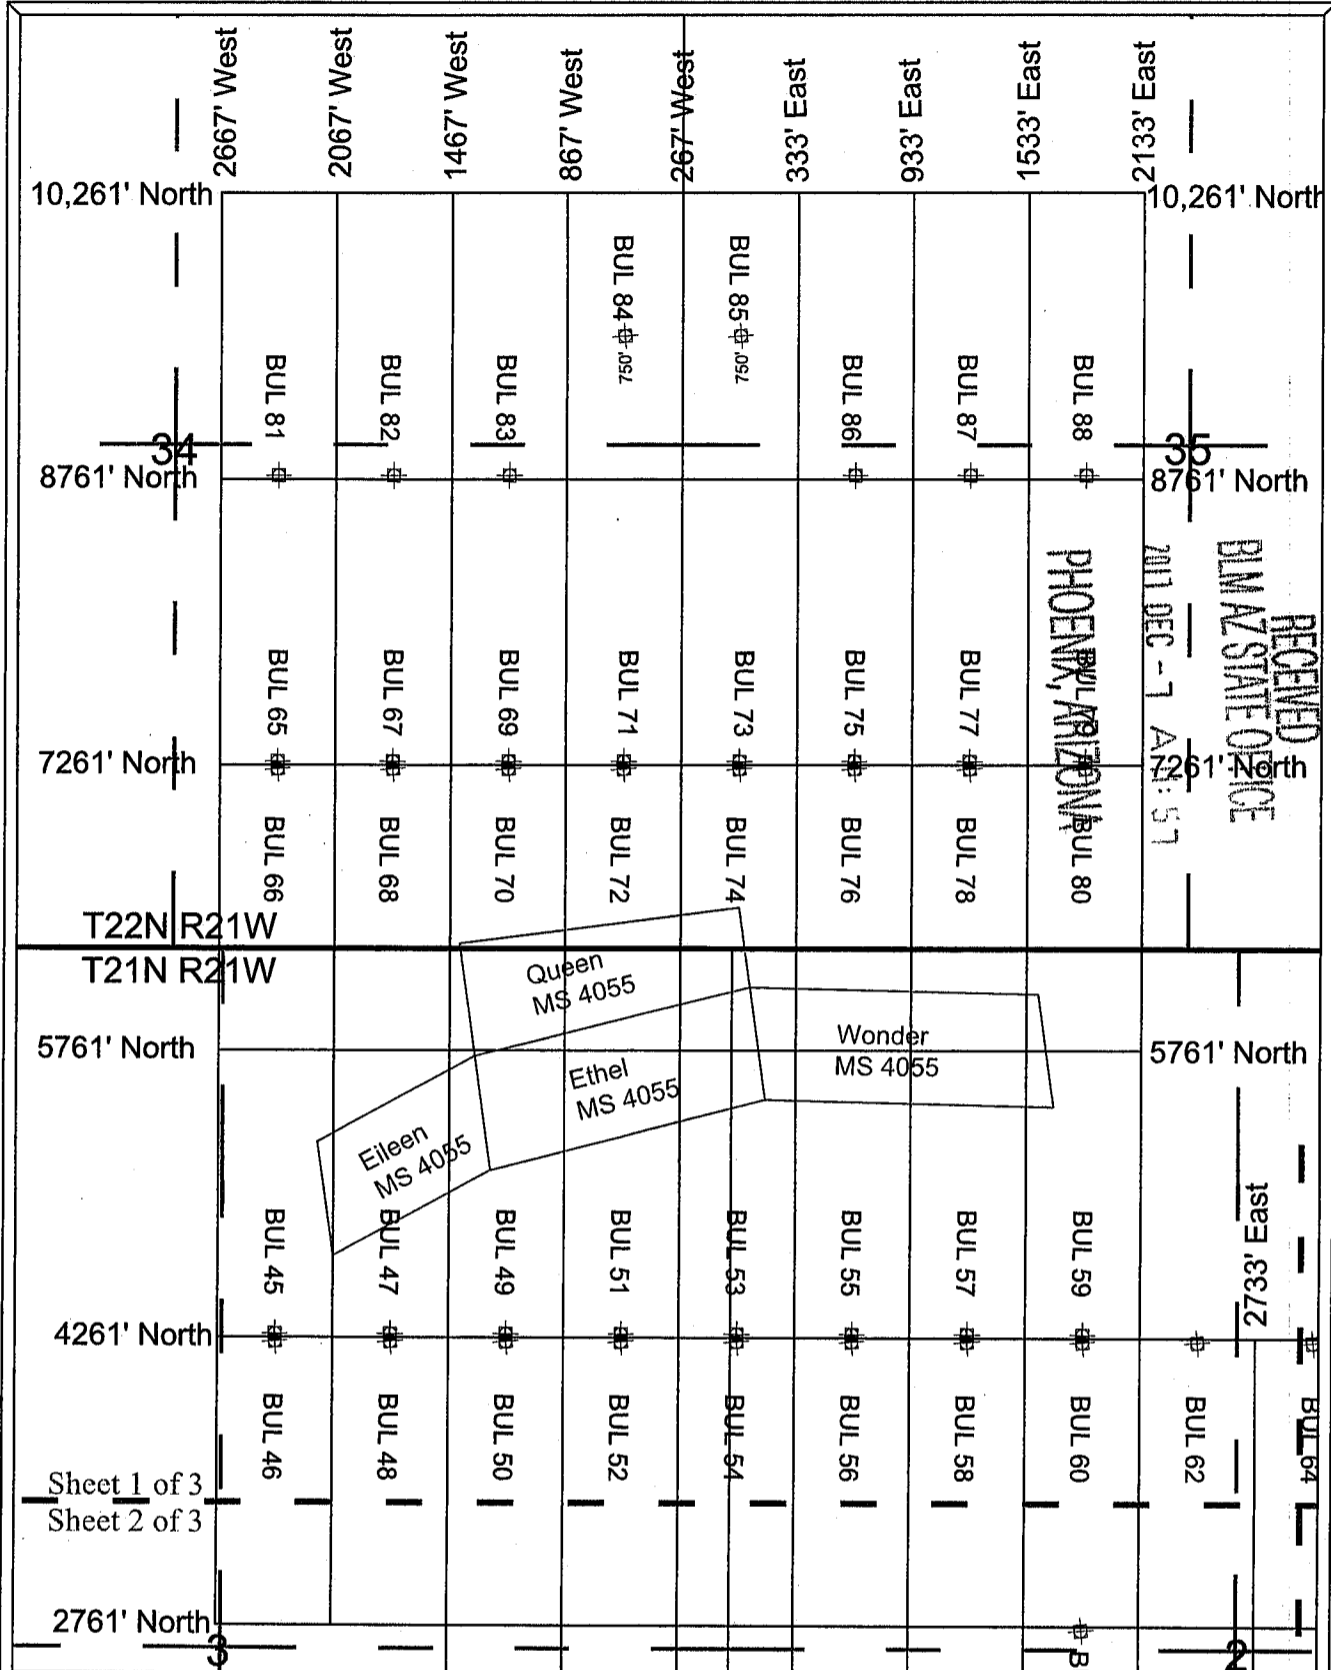 2667' West
2067' West
1467' West
867' West
267' West
333' East
933' East
1533' East
2133' East
10,261' North
10,261' North
BUL 84
750'
BUL 85
750'
BUL 81
BUL 82
BUL 83
BUL 86
BUL 87
BUL 88
34
35
8761' North
8761' North
RECEIVED
BLM AZ STATE OFFICE
2017 DEC -7 A
57
PHOENIX, ARIZONA
BUL 65
BUL 67
BUL 69
BUL 71
BUL 73
BUL 75
BUL 77
BUL 79
7261' North
7261' North
BUL 66
BUL 68
BUL 70
BUL 72
BUL 74
BUL 76
BUL 78
BUL 80
T22N R21W
T21N R21W
Queen
MS 4055
Wonder
MS 4055
5761' North
5761' North
Ethel
MS 4055
Eileen
MS 4055
BUL 45
BUL 47
BUL 49
BUL 51
BUL 53
BUL 55
BUL 57
BUL 59
2733' East
4261' North
BUL 46
BUL 48
BUL 50
BUL 52
BUL 54
BUL 56
BUL 58
BUL 60
BUL 62
BUL 64
Sheet 1 of 3
Sheet 2 of 3
2761' North
B
3
2